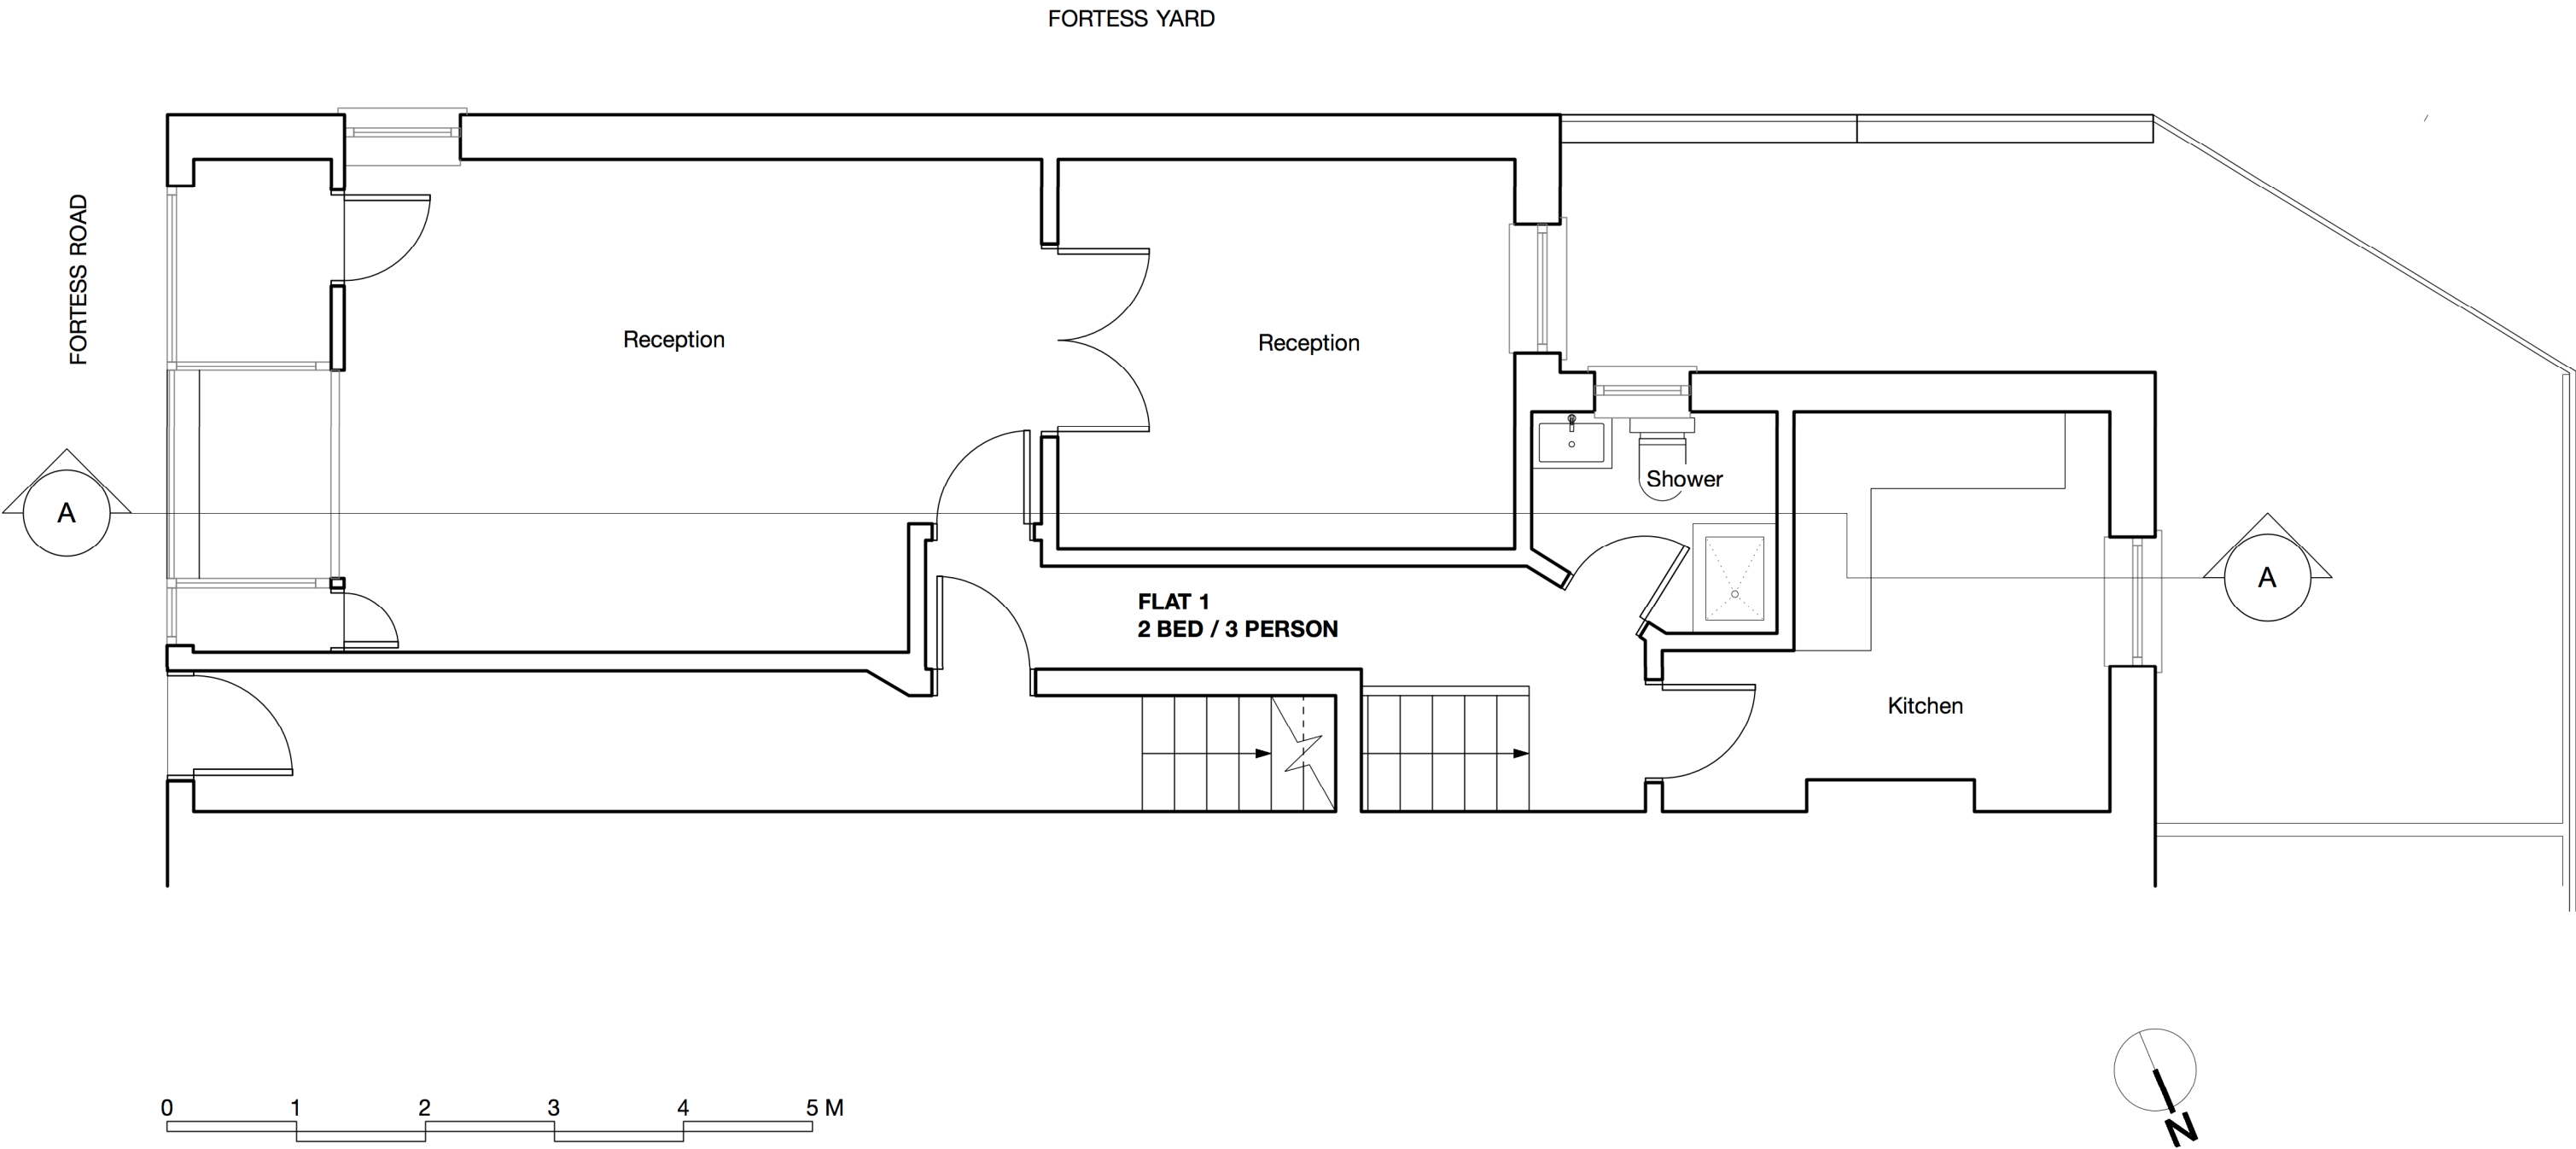 FORTESS YARD
FORTESS ROAD
Reception
Reception
Shower
A
A
FLAT 1
2 BED / 3 PERSON
Kitchen
0 1 2 3 4 5 M
N